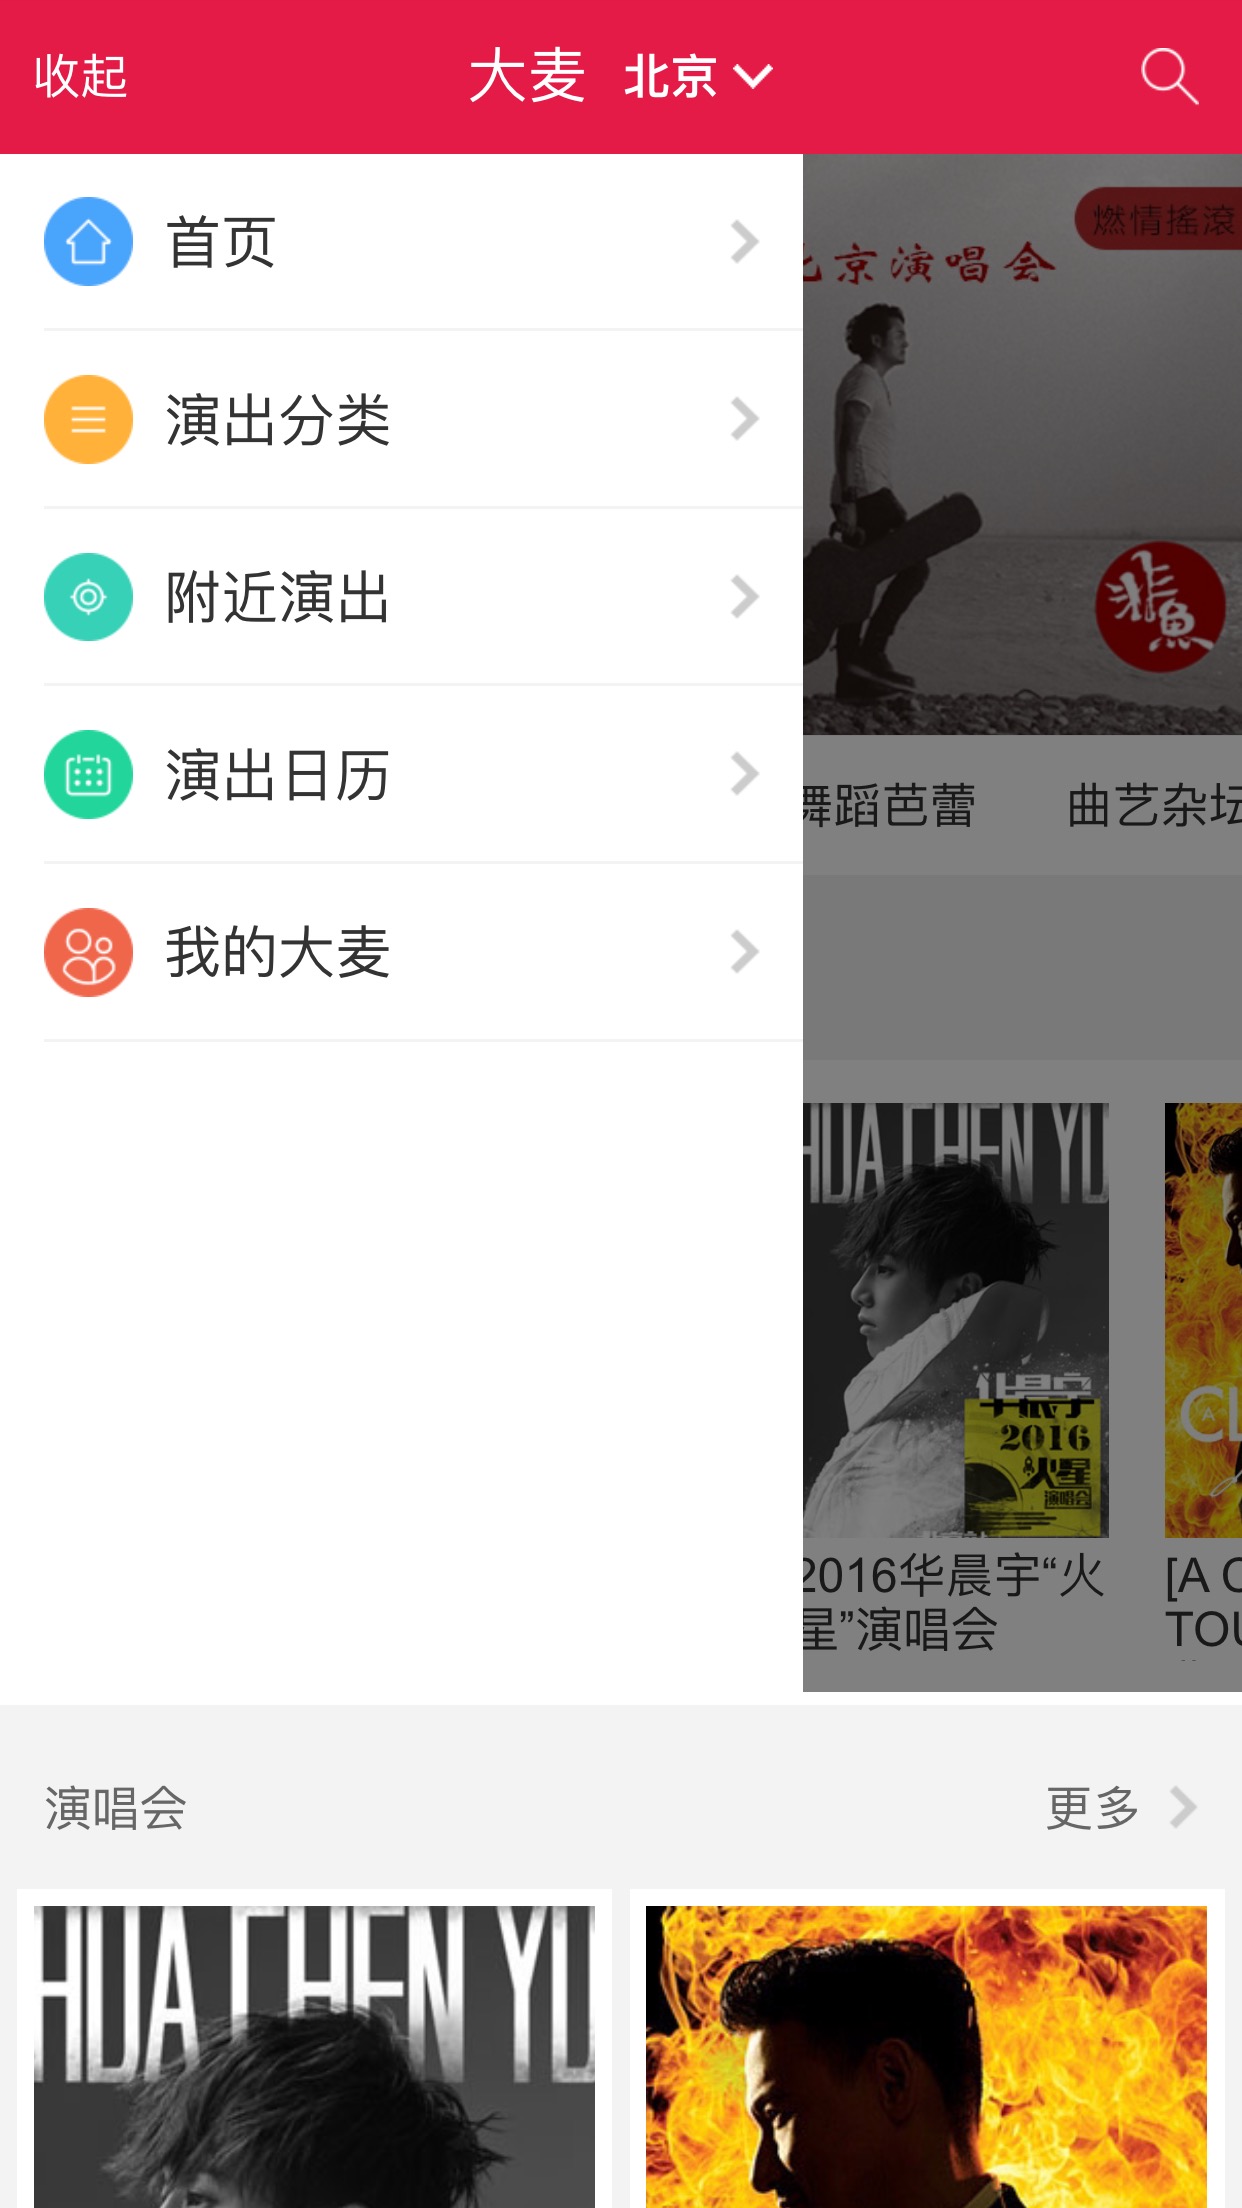 收起
大麦 北京
首页
演出分类
附近演出
演出日历
我的大麦
燃情摇滚
京演唱会
非鱼
舞蹈芭蕾
曲艺杂坛
HUA CHEN YU
华晨宇
2016
火星
演唱会
2016华晨宇“火
星”演唱会
A
CL
[A C
TOU
演唱会
更多
HUA CHEN YU